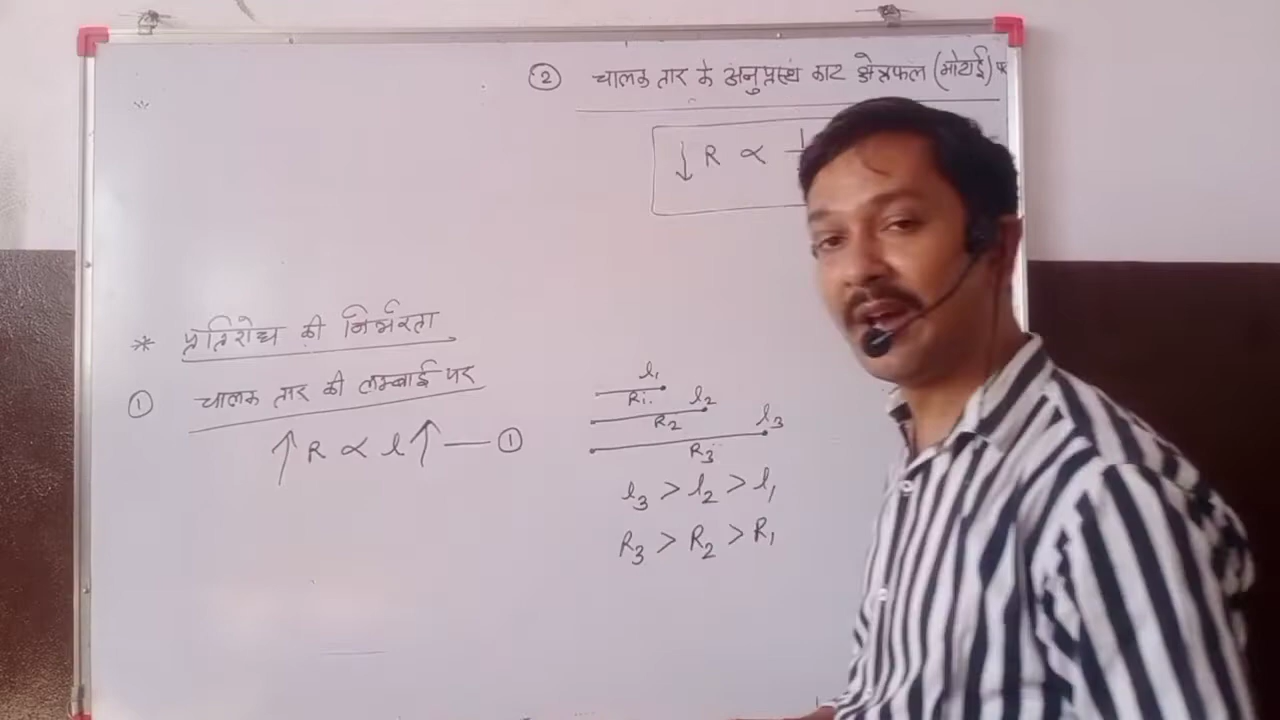 ② चालक तार के अनुप्रस्थ काट क्षेत्रफल (मोटाई) पर
↓ R ∝ 1
* प्रतिरोध की निर्भरता
① चालक तार की लम्बाई पर
↑ R ∝ l ↑ — ①
l₁
R₁.
l₂
R₂
l₃
R₃
l₃ > l₂ > l₁
R₃ > R₂ > R₁